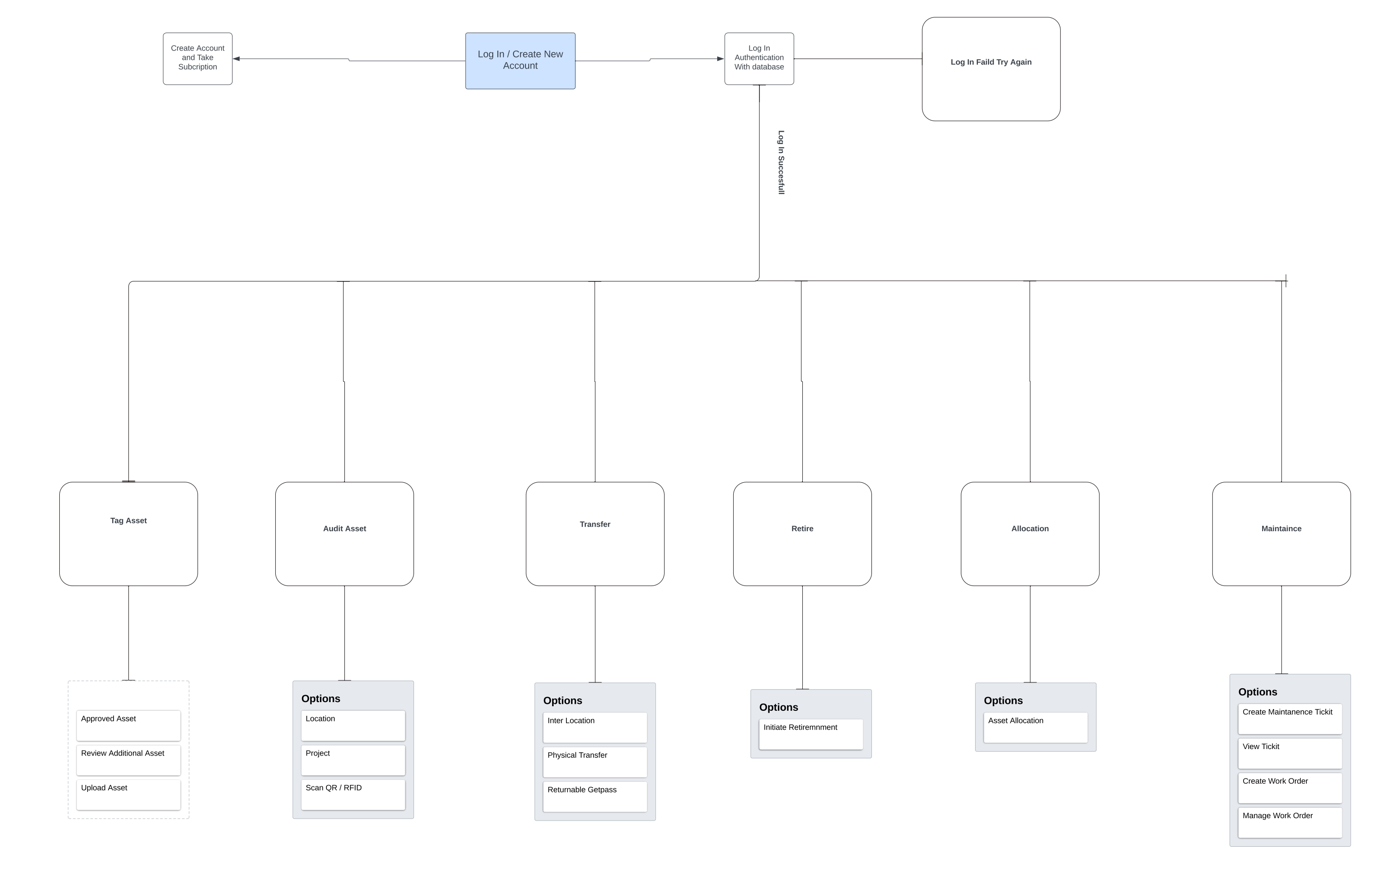 Create Account
and Take
Subcription
Log In / Create New
Account
Log In
Authentication
With database
Log In Faild Try Again
Log In Succesfull
Tag Asset
Audit Asset
Transfer
Retire
Allocation
Maintaince
Approved Asset
Review Additional Asset
Upload Asset
Options
Location
Project
Scan QR / RFID
Options
Inter Location
Physical Transfer
Returnable Getpass
Options
Initiate Retiremnment
Options
Asset Allocation
Options
Create Maintanence Tickit
View Tickit
Create Work Order
Manage Work Order